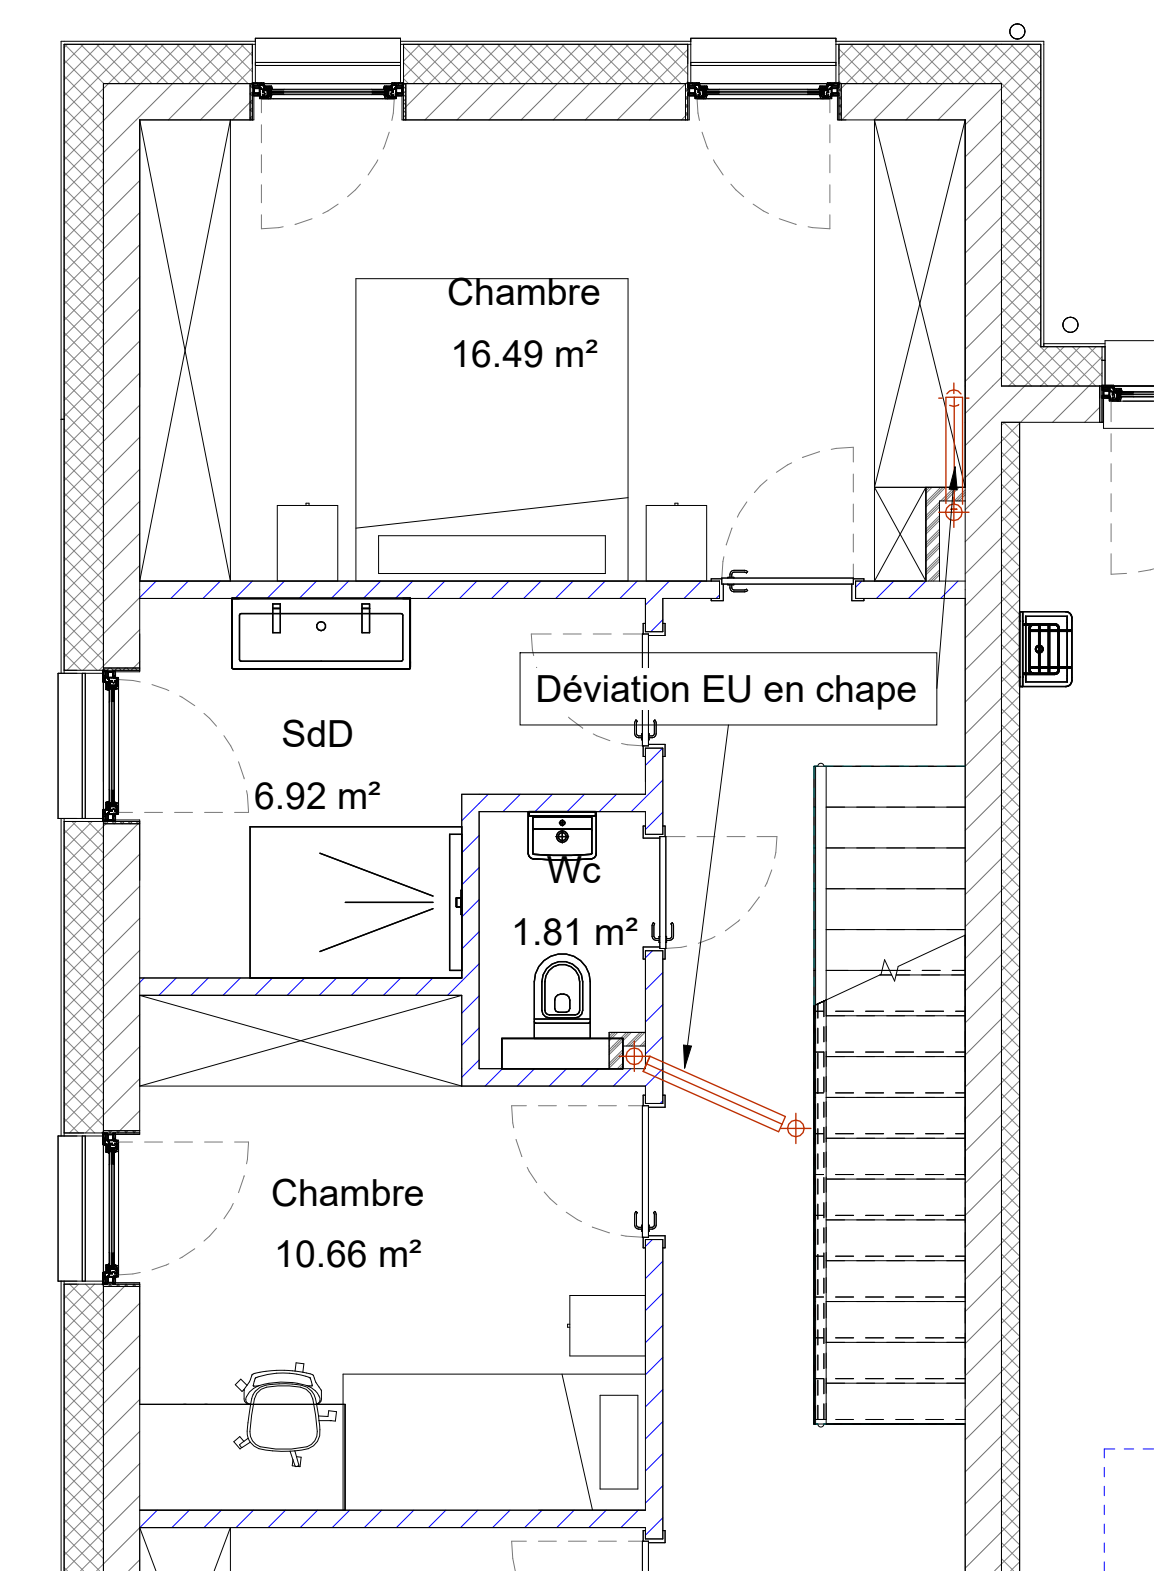 Chambre
16.49 m²
Déviation EU en chape
SdD
6.92 m²
Wc
1.81 m²
Chambre
10.66 m²